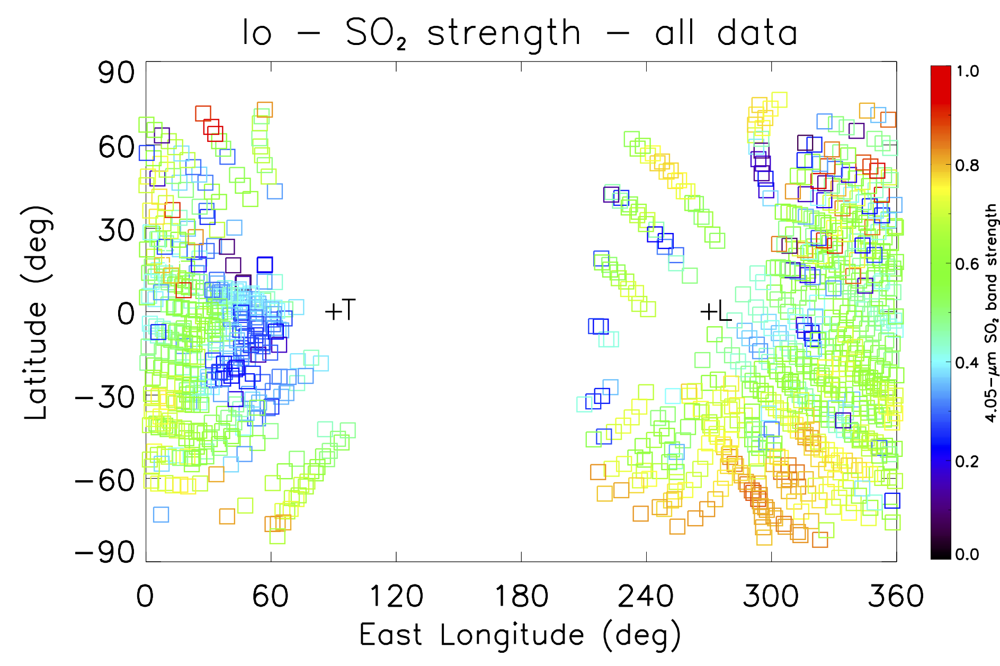 Io − SO₂ strength − all data
90
60
30
0
−30
−60
−90
Latitude (deg)
+T
+L
0 60 120 180 240 300 360
East Longitude (deg)
1.0
0.8
0.6
0.4
0.2
0.0
4.05−μm SO₂ band strength